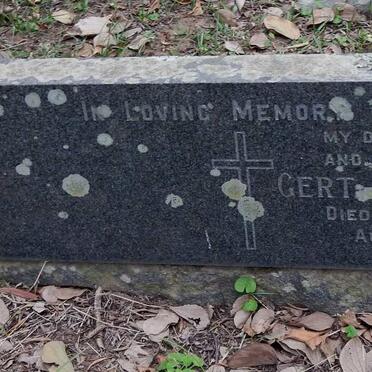 IN LOVING MEMOR
MY D
AND
GERT
DIED
A